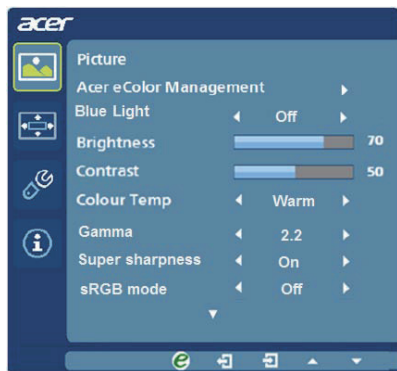 acer
Picture
Acer eColor Management
Blue Light Off
Brightness 70
Contrast 50
Colour Temp Warm
Gamma 2.2
Super sharpness On
sRGB mode Off
e